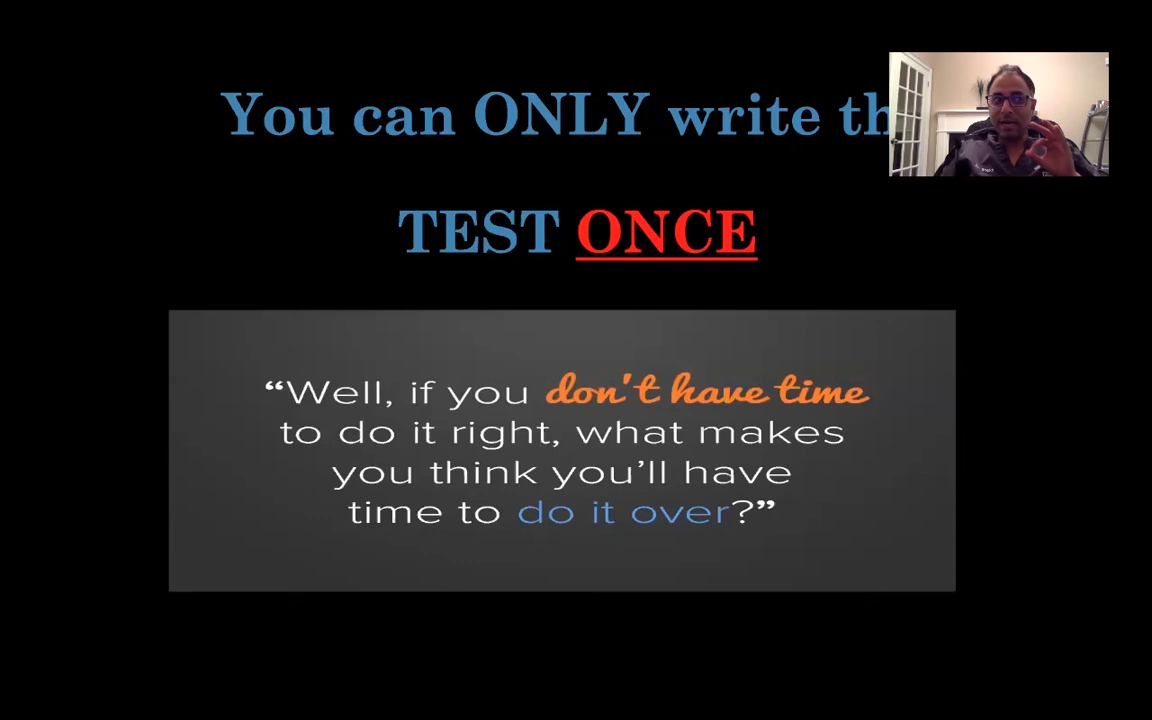 You can ONLY write th
TEST ONCE
“Well, if you don't have time
to do it right, what makes
you think you'll have
time to do it over?”